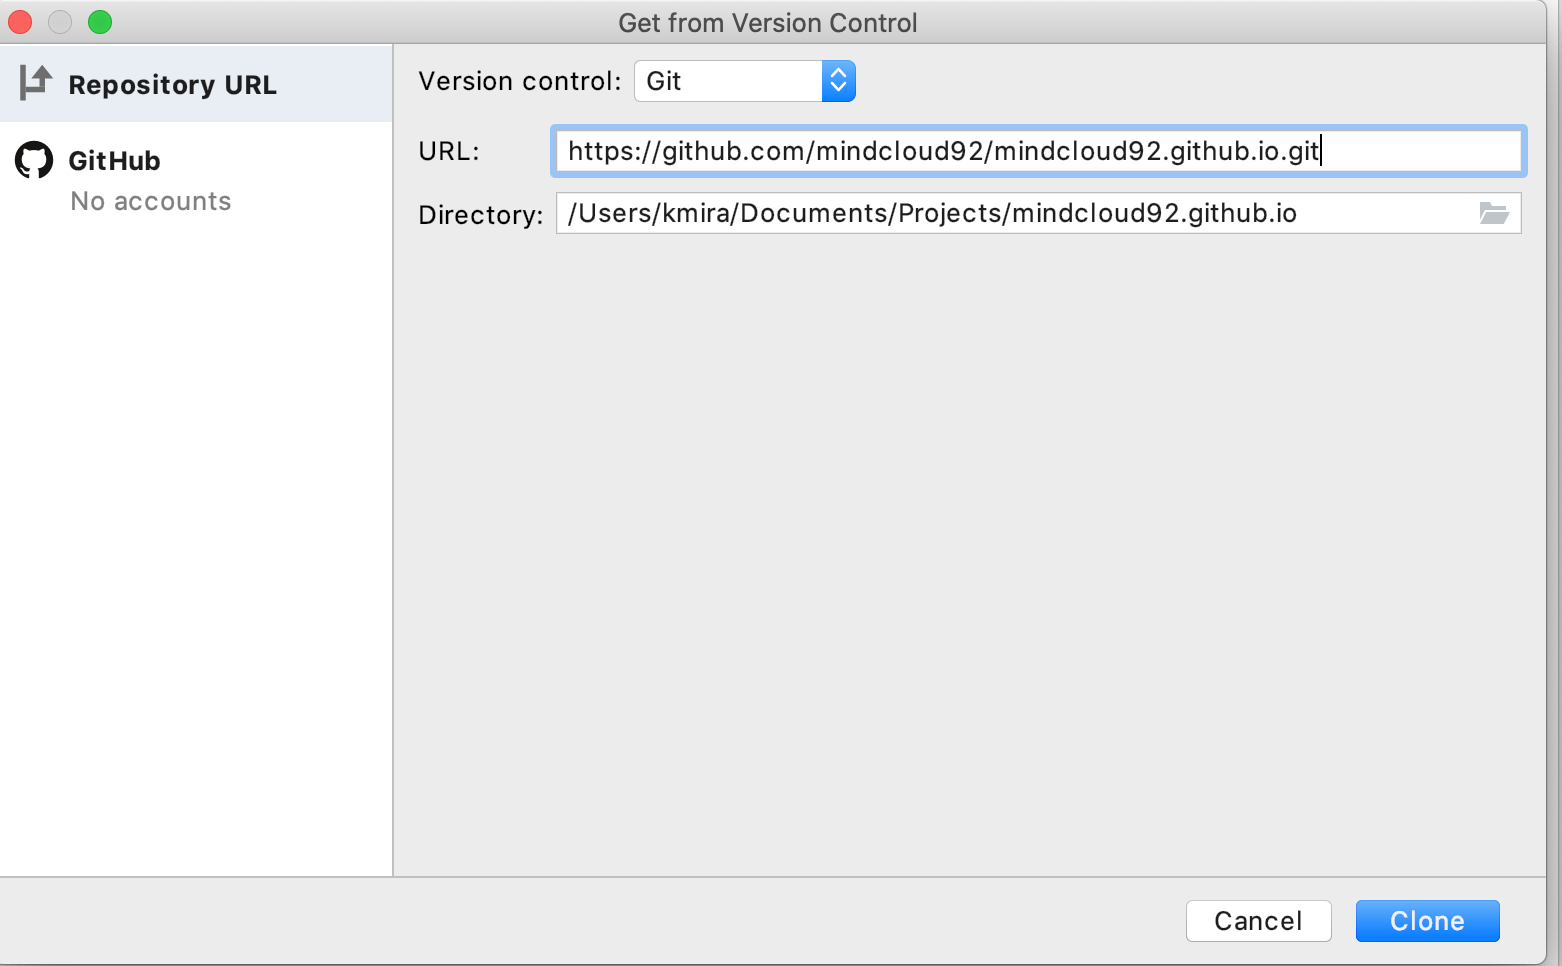 Get from Version Control
Repository URL
GitHub
No accounts
Version control: Git
URL: https://github.com/mindcloud92/mindcloud92.github.io.git
Directory: /Users/kmira/Documents/Projects/mindcloud92.github.io
Cancel Clone